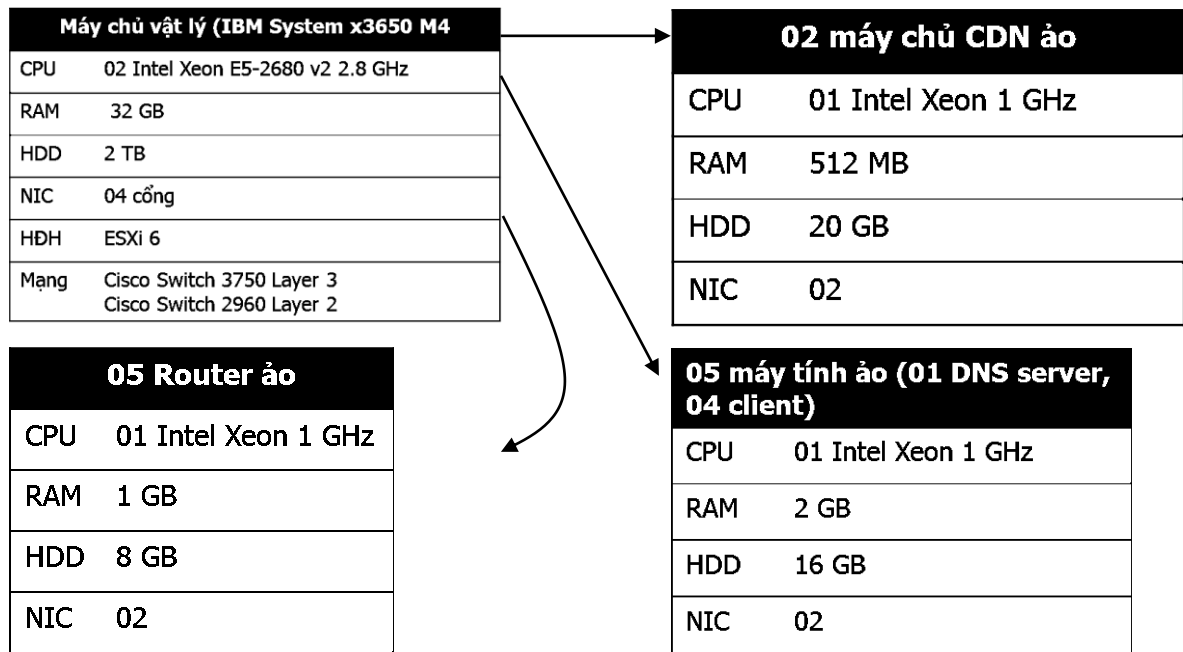 Máy chủ vật lý (IBM System x3650 M4
CPU 02 Intel Xeon E5-2680 v2 2.8 GHz
RAM 32 GB
HDD 2 TB
NIC 04 cổng
HĐH ESXi 6
Mạng Cisco Switch 3750 Layer 3
Cisco Switch 2960 Layer 2
02 máy chủ CDN ảo
CPU 01 Intel Xeon 1 GHz
RAM 512 MB
HDD 20 GB
NIC 02
05 Router ảo
CPU 01 Intel Xeon 1 GHz
RAM 1 GB
HDD 8 GB
NIC 02
05 máy tính ảo (01 DNS server,
04 client)
CPU 01 Intel Xeon 1 GHz
RAM 2 GB
HDD 16 GB
NIC 02